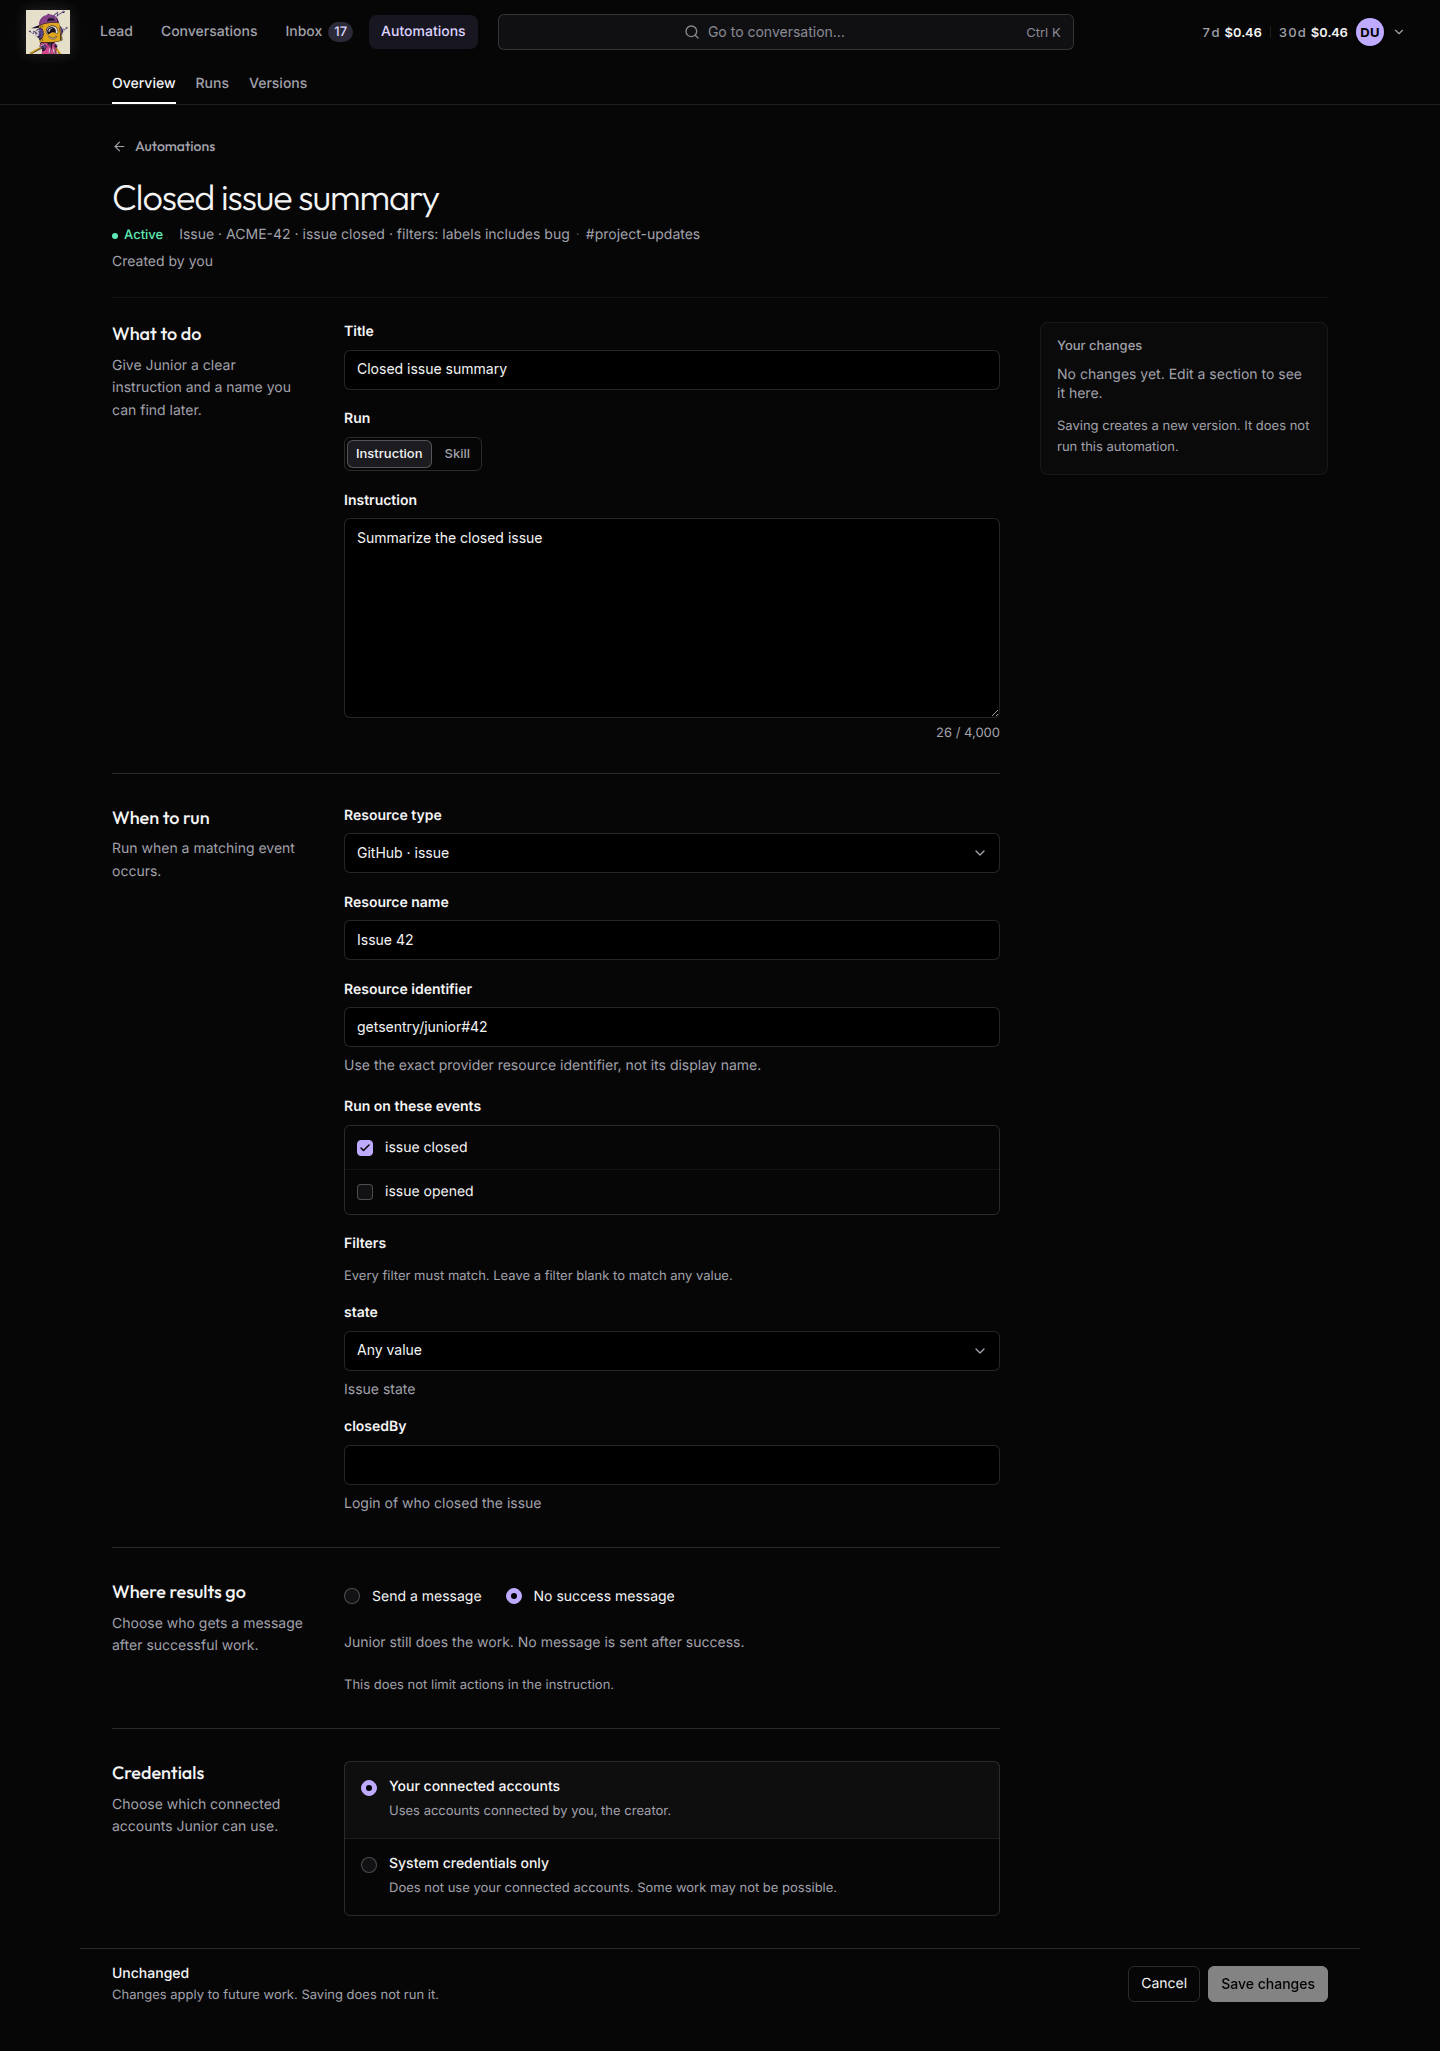 Lead
Conversations
Inbox 17
Automations
Go to conversation...
Ctrl K
7d $0.46
30d $0.46
DU
Overview
Runs
Versions
Automations
Closed issue summary
Active
Issue · ACME-42 · issue closed · filters: labels includes bug · #project-updates
Created by you
What to do
Give Junior a clear
instruction and a name you
can find later.
Title
Closed issue summary
Run
Instruction
Skill
Instruction
Summarize the closed issue
26 / 4,000
Your changes
No changes yet. Edit a section to see
it here.
Saving creates a new version. It does not
run this automation.
When to run
Run when a matching event
occurs.
Resource type
GitHub · issue
Resource name
Issue 42
Resource identifier
getsentry/junior#42
Use the exact provider resource identifier, not its display name.
Run on these events
issue closed
issue opened
Filters
Every filter must match. Leave a filter blank to match any value.
state
Any value
Issue state
closedBy
Login of who closed the issue
Where results go
Choose who gets a message
after successful work.
Send a message
No success message
Junior still does the work. No message is sent after success.
This does not limit actions in the instruction.
Credentials
Choose which connected
accounts Junior can use.
Your connected accounts
Uses accounts connected by you, the creator.
System credentials only
Does not use your connected accounts. Some work may not be possible.
Unchanged
Changes apply to future work. Saving does not run it.
Cancel
Save changes